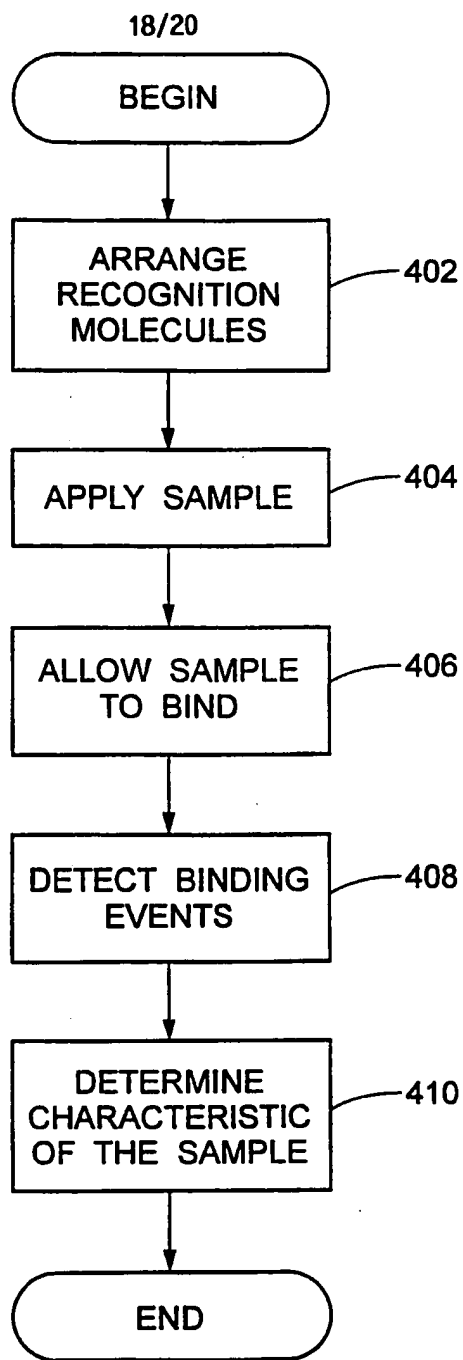 18/20
BEGIN
ARRANGE
RECOGNITION
MOLECULES
402
APPLY SAMPLE
404
ALLOW SAMPLE
TO BIND
406
DETECT BINDING
EVENTS
408
DETERMINE
CHARACTERISTIC
OF THE SAMPLE
410
END